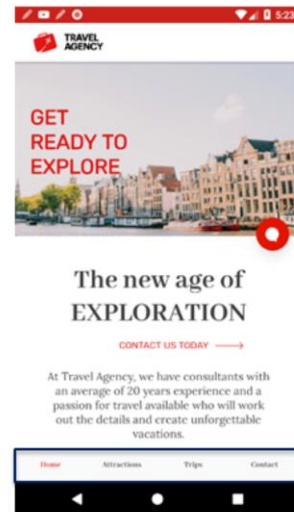 5:23
TRAVEL
AGENCY
GET
READY TO
EXPLORE
The new age of
EXPLORATION
CONTACT US TODAY
At Travel Agency, we have consultants with
an average of 20 years experience and a
passion for travel available who will work
out the details and create unforgettable
vacations.
Home Attractions Trips Contact